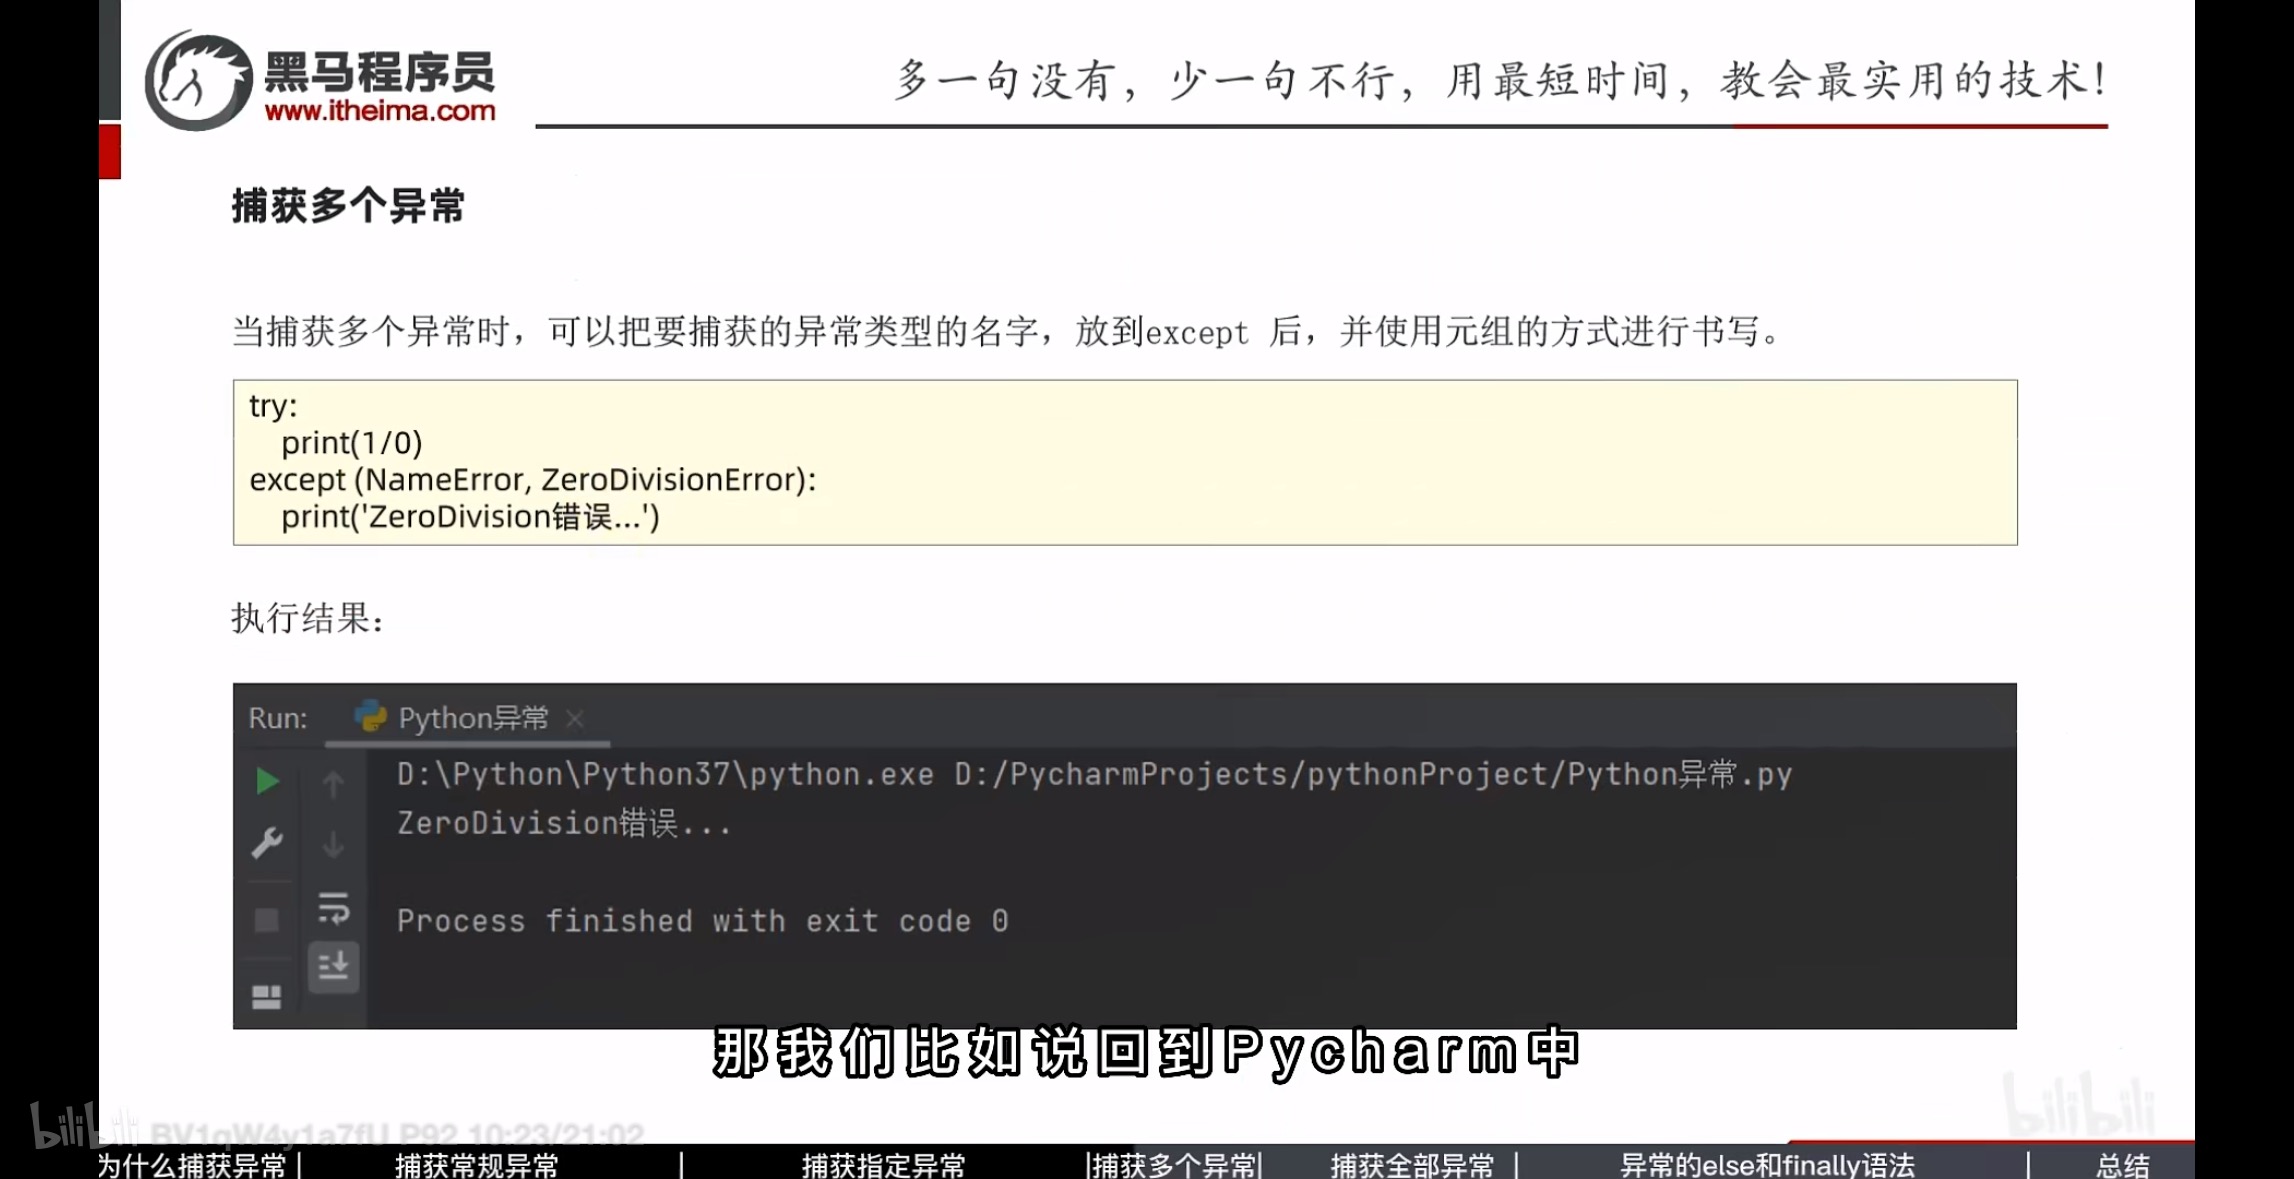 黑马程序员
www.itheima.com
多一句没有，少一句不行，用最短时间，教会最实用的技术！
捕获多个异常
当捕获多个异常时，可以把要捕获的异常类型的名字，放到except 后，并使用元组的方式进行书写。
try:
    print(1/0)
except (NameError, ZeroDivisionError):
    print('ZeroDivision错误...')
执行结果：
Run: Python异常
D:\Python\Python37\python.exe D:/PycharmProjects/pythonProject/Python异常.py
ZeroDivision错误...
Process finished with exit code 0
那我们比如说回到Pycharm中
bilibili
bilibili BV1qW4y1a7fU P92 10:23/21:02
为什么捕获异常 | 捕获常规异常 | 捕获指定异常 |捕获多个异常| 捕获全部异常 | 异常的else和finally语法 | 总结